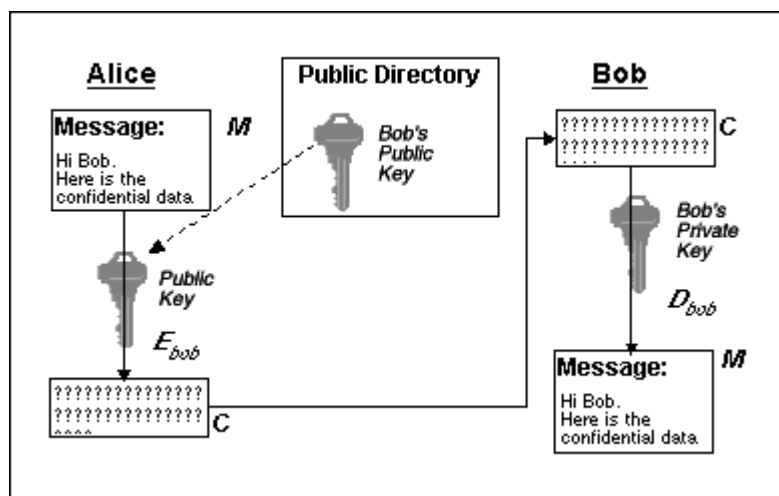 Alice
Message:
M
Hi Bob.
Here is the
confidential data
Public
Key
E bob
???????????????
???????????????
^^^^
C
Public Directory
Bob's
Public
Key
Bob
???????????????
???????????????
. . . .
C
Bob's
Private
Key
D bob
Message:
M
Hi Bob.
Here is the
confidential data